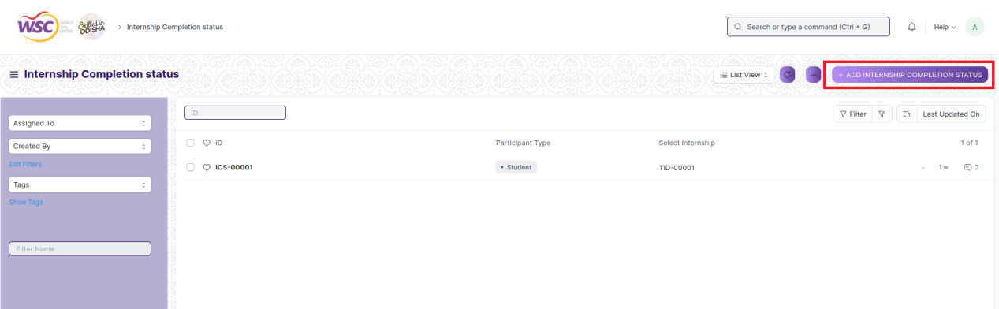 WSC WORLD SKILL CENTER Skilled in ODISHA > Internship Completion status Search or type a command (Ctrl + G) Help A
Internship Completion status List View + ADD INTERNSHIP COMPLETION STATUS
ID Filter Last Updated On
Assigned To
Created By
Edit Filters
Tags
Show Tags
Filter Name
ID Participant Type Select Internship 1 of 1
ICS-00001 • Student TID-00001 - 1 w 0